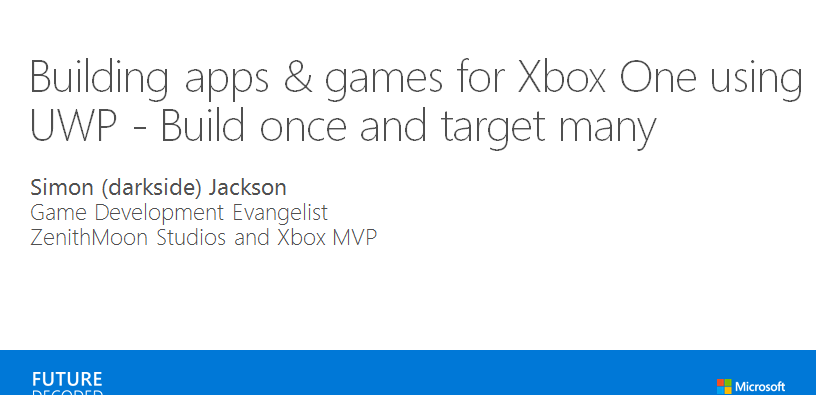 Building apps & games for Xbox One using
UWP - Build once and target many
Simon (darkside) Jackson
Game Development Evangelist
ZenithMoon Studios and Xbox MVP
FUTURE
DECODED
Microsoft